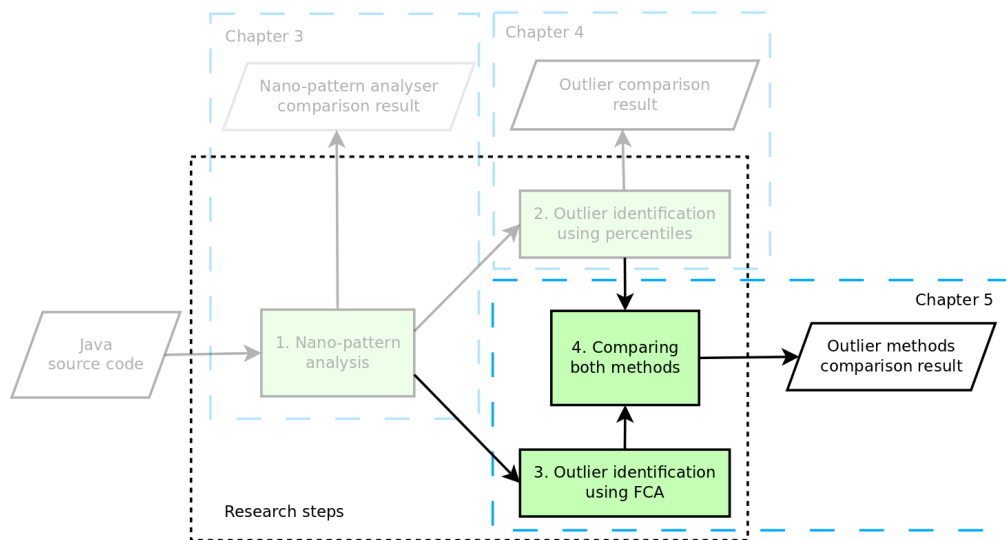 Chapter 3
Chapter 4
Nano-pattern analyser
comparison result
Outlier comparison
result
2. Outlier identification
using percentiles
Chapter 5
Java
source code
1. Nano-pattern
analysis
4. Comparing
both methods
Outlier methods
comparison result
3. Outlier identification
using FCA
Research steps